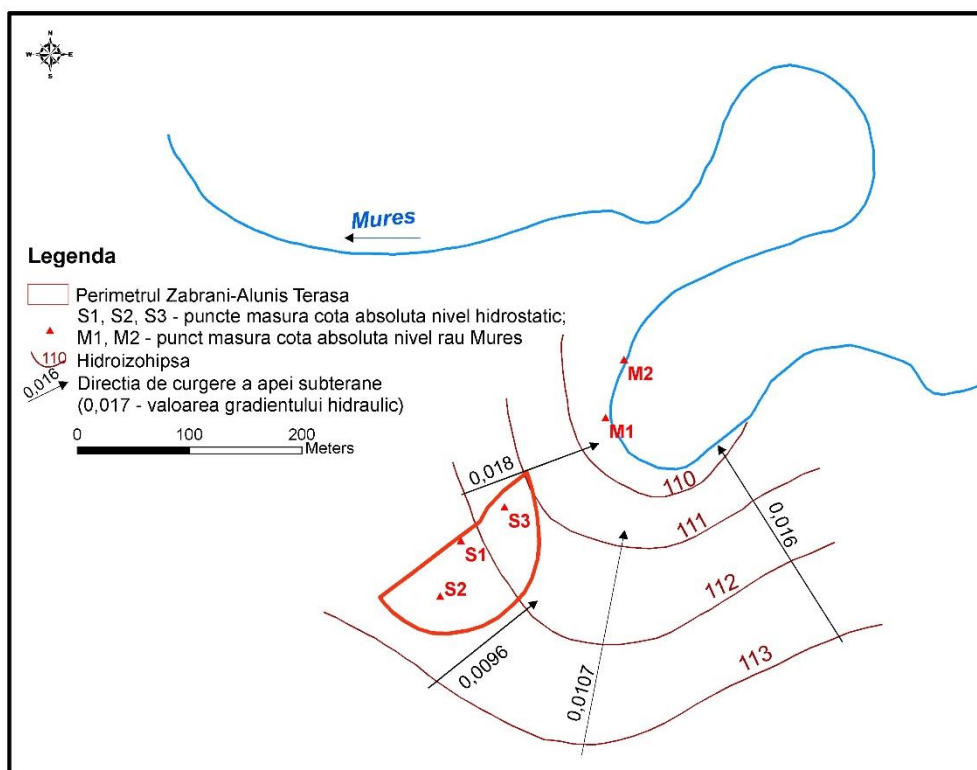 N
W E
S
Mures
Legenda
Perimetrul Zabrani-Alunis Terasa
S1, S2, S3 - puncte masura cota absoluta nivel hidrostatic;
M1, M2 - punct masura cota absoluta nivel rau Mures
110 Hidroizohipsa
0,016 Directia de curgere a apei subterane
(0,017 - valoarea gradientului hidraulic)
0 100 200
Meters
M2
M1
0,018
110
S3
111
0,016
S1
S2
112
0,0096
113
0,0107